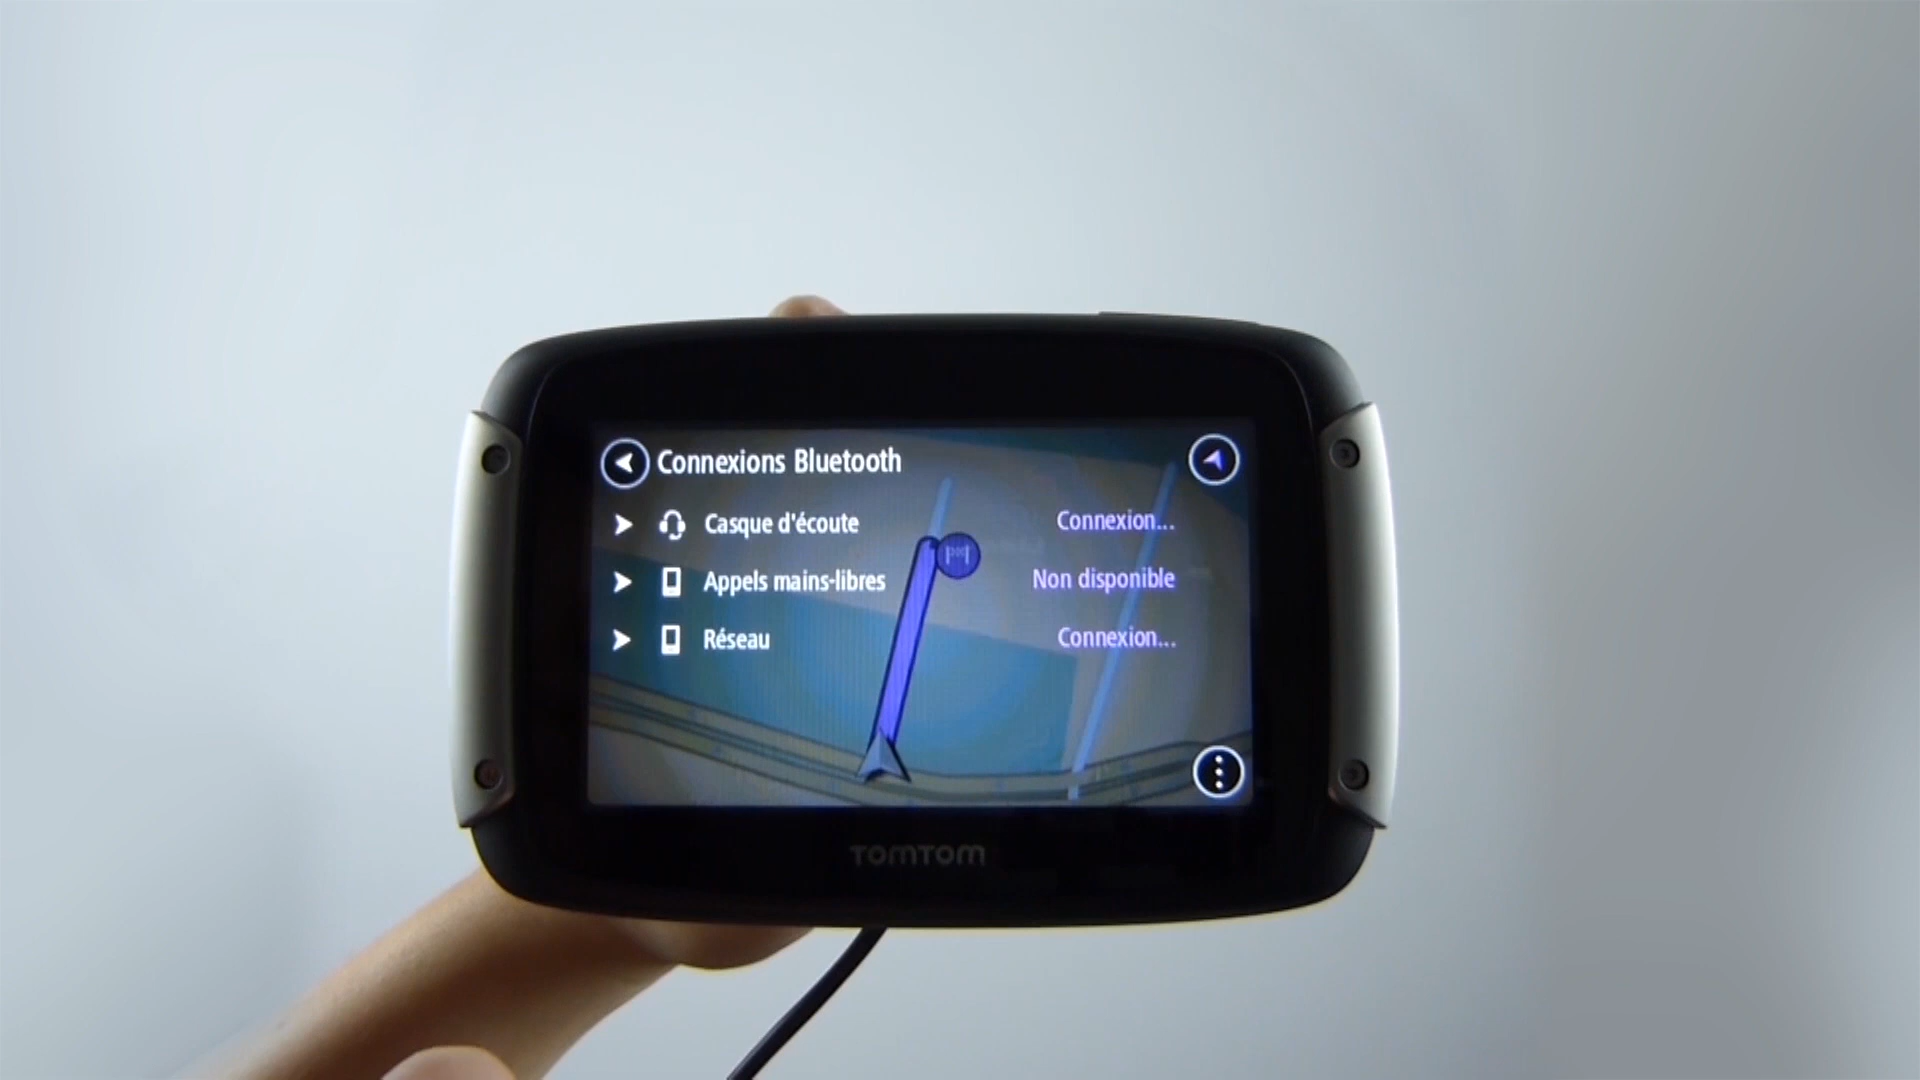 Connexions Bluetooth
Casque d'écoute Connexion...
Appels mains-libres Non disponible
Réseau Connexion...
TOMTOM